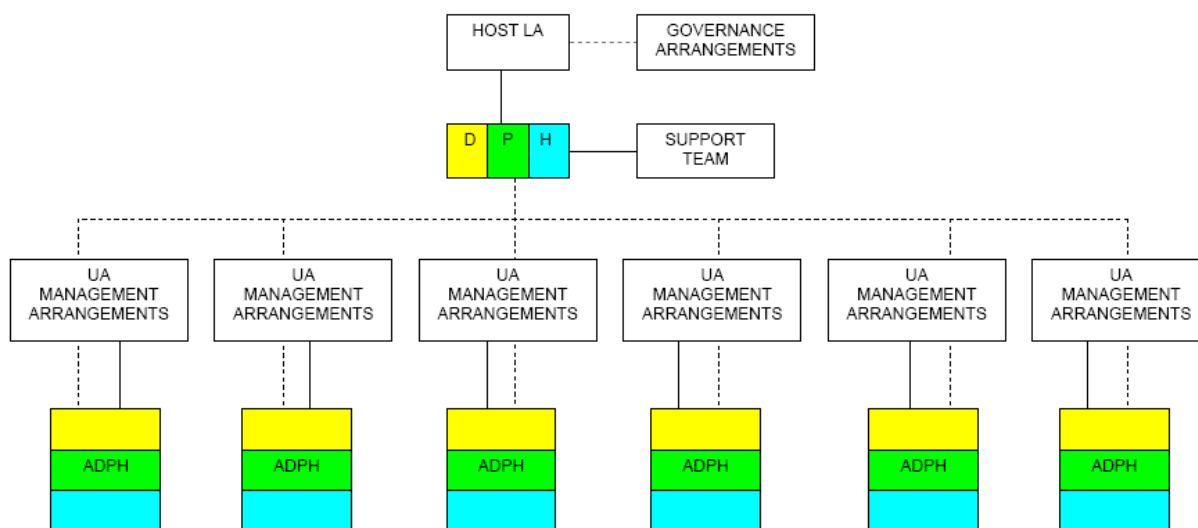 HOST LA
GOVERNANCE
ARRANGEMENTS
D P H
SUPPORT
TEAM
UA
MANAGEMENT
ARRANGEMENTS
UA
MANAGEMENT
ARRANGEMENTS
UA
MANAGEMENT
ARRANGEMENTS
UA
MANAGEMENT
ARRANGEMENTS
UA
MANAGEMENT
ARRANGEMENTS
UA
MANAGEMENT
ARRANGEMENTS
ADPH
ADPH
ADPH
ADPH
ADPH
ADPH